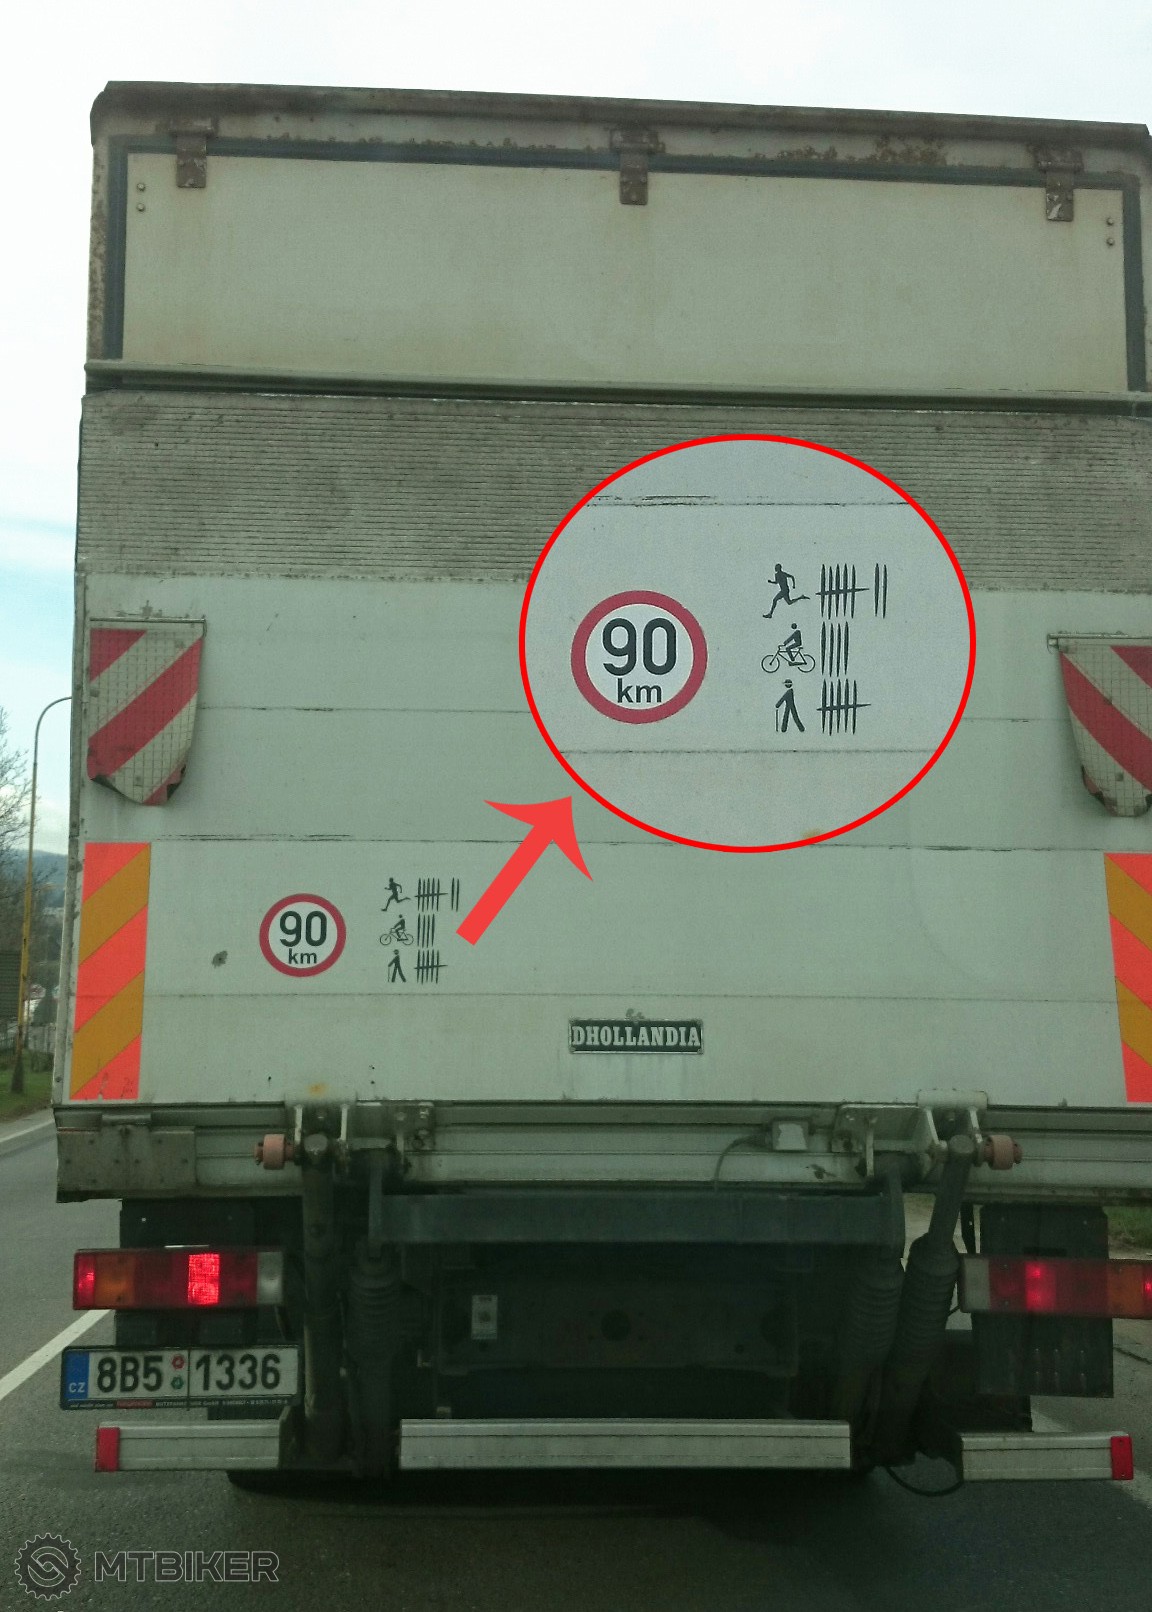 90
km
90
km
DHOLLANDIA
CZ
8B5 1336
MTBIKER